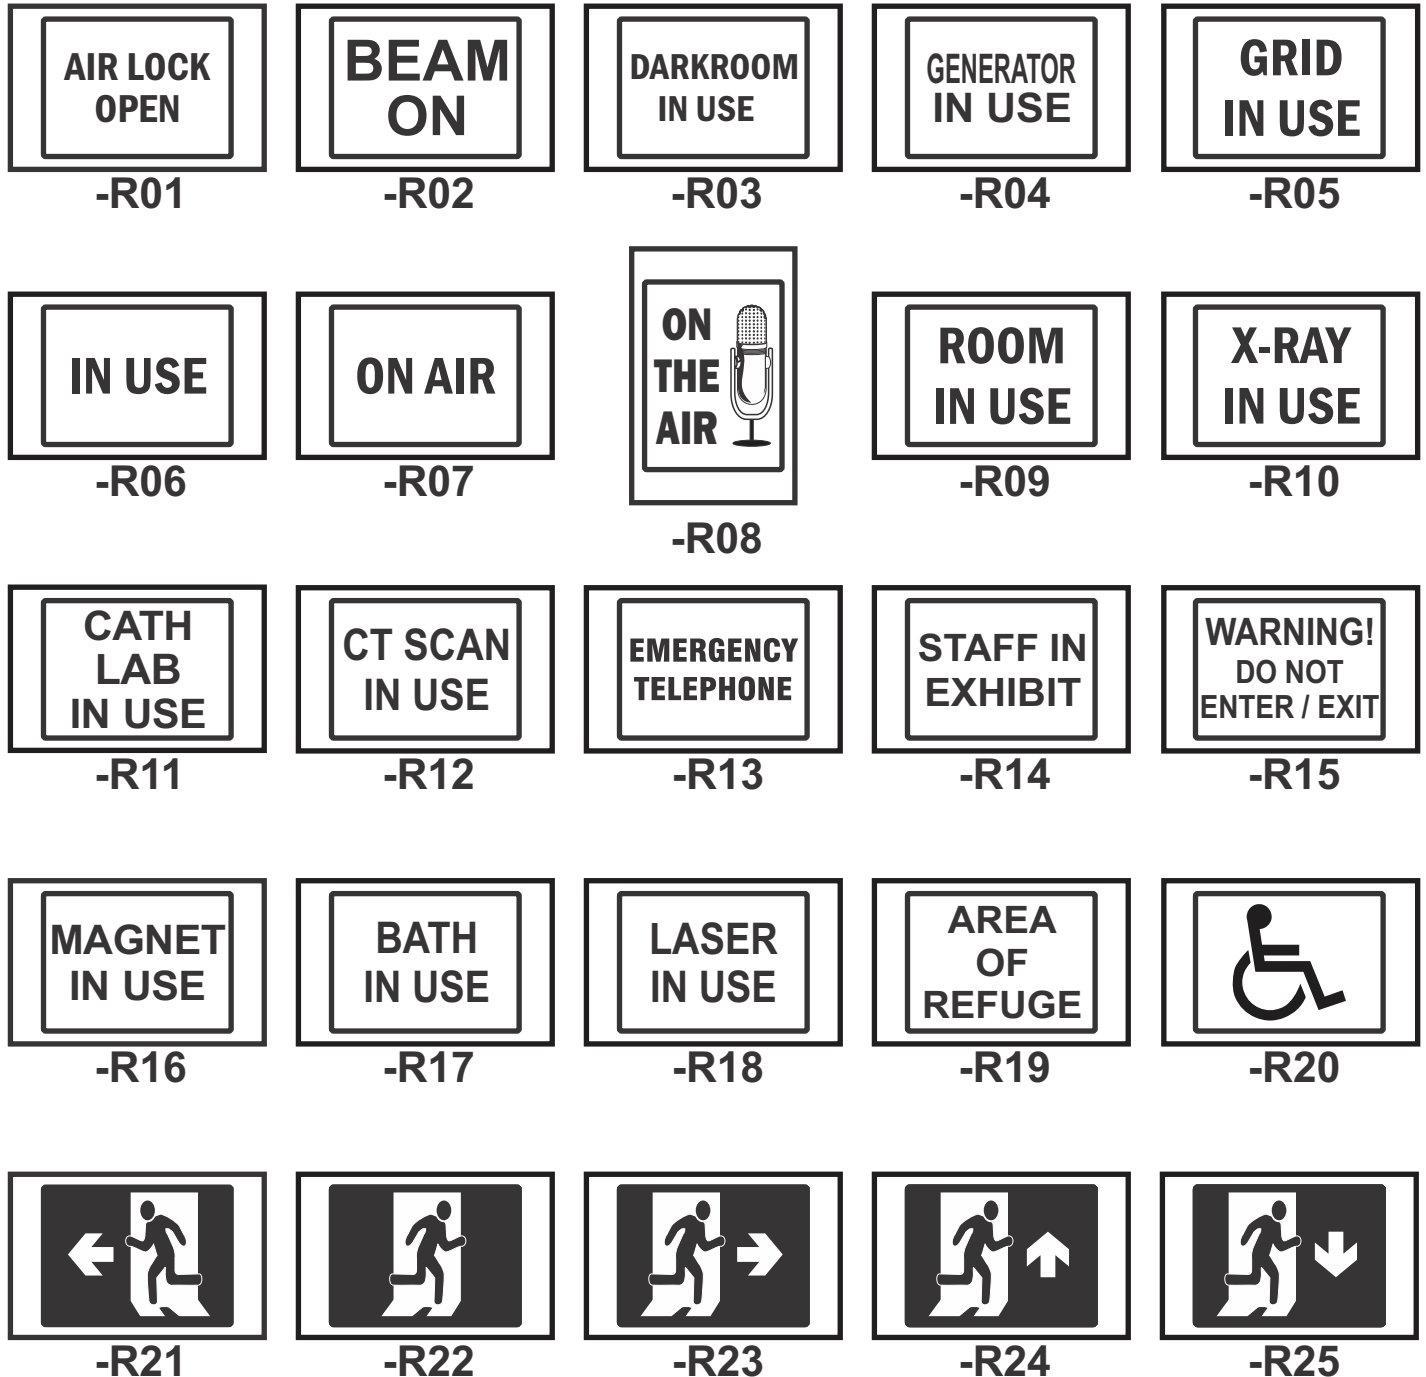 AIR LOCK
OPEN
-R01
BEAM
ON
-R02
DARKROOM
IN USE
-R03
GENERATOR
IN USE
-R04
GRID
IN USE
-R05
IN USE
-R06
ON AIR
-R07
ON
THE
AIR
-R08
ROOM
IN USE
-R09
X-RAY
IN USE
-R10
CATH
LAB
IN USE
-R11
CT SCAN
IN USE
-R12
EMERGENCY
TELEPHONE
-R13
STAFF IN
EXHIBIT
-R14
WARNING!
DO NOT
ENTER / EXIT
-R15
MAGNET
IN USE
-R16
BATH
IN USE
-R17
LASER
IN USE
-R18
AREA
OF
REFUGE
-R19
-R20
-R21
-R22
-R23
-R24
-R25